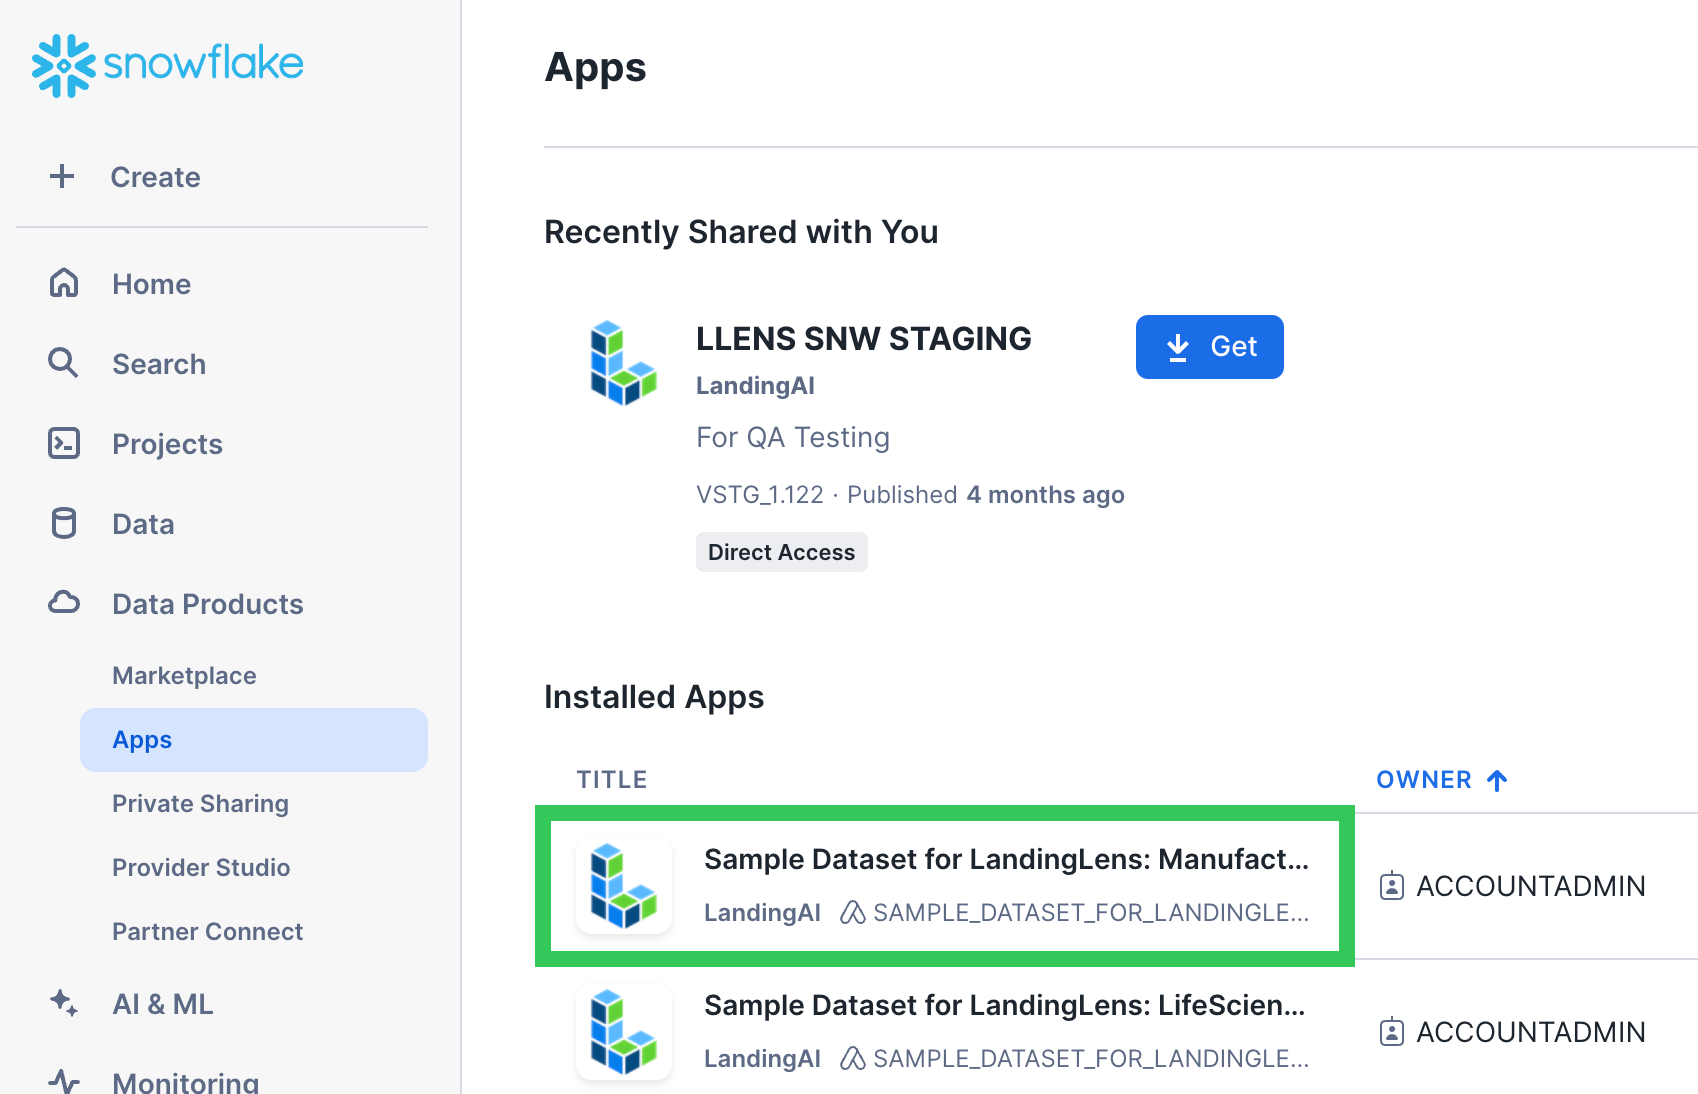 snowflake
Create
Home
Search
Projects
Data
Data Products
Marketplace
Apps
Private Sharing
Provider Studio
Partner Connect
AI & ML
Monitoring
Apps
Recently Shared with You
LLENS SNW STAGING
Get
LandingAI
For QA Testing
VSTG_1.122 · Published 4 months ago
Direct Access
Installed Apps
TITLE OWNER
Sample Dataset for LandingLens: Manufact...
LandingAI SAMPLE_DATASET_FOR_LANDINGLE...
ACCOUNTADMIN
Sample Dataset for LandingLens: LifeScien...
LandingAI SAMPLE_DATASET_FOR_LANDINGLE...
ACCOUNTADMIN